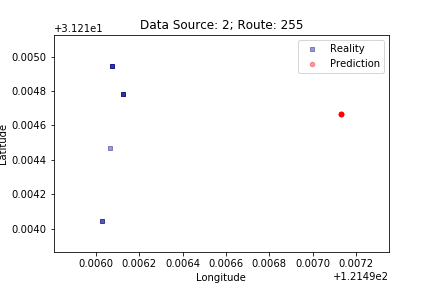 Data Source: 2; Route: 255
+3.121e1
Reality
Prediction
0.0050
0.0048
0.0046
0.0044
0.0042
0.0040
Latitude
0.0060 0.0062 0.0064 0.0066 0.0068 0.0070 0.0072
Longitude
+1.2149e2